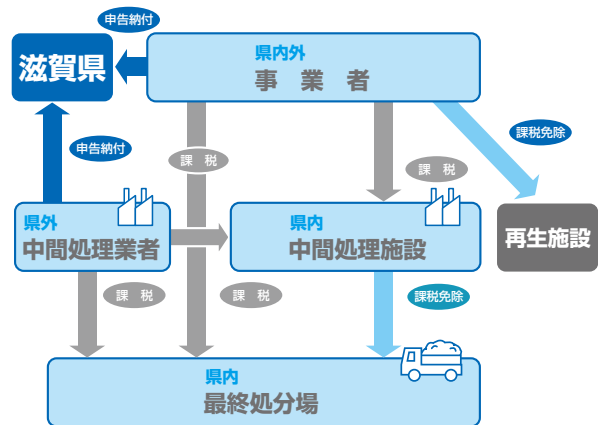 申告納付
滋賀県
県内外
事業者
申告納付
課税
課税
課税免除
県外
中間処理業者
県内
中間処理施設
再生施設
課税
課税
課税免除
県内
最終処分場